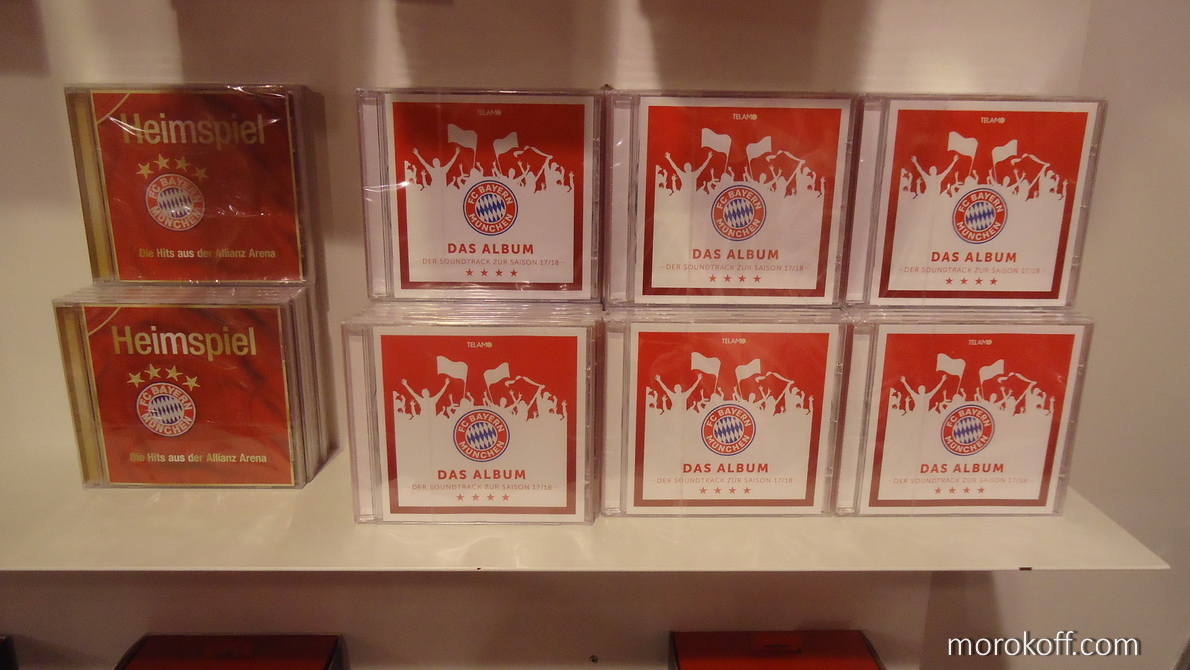 Heimspiel
FC BAYERN
MÜNCHEN
Die Hits aus der Allianz Arena
TELAMO
FC BAYERN
MÜNCHEN
DAS ALBUM
DER SOUNDTRACK ZUR SAISON 17/18
TELAMO
FC BAYERN
MÜNCHEN
DAS ALBUM
DER SOUNDTRACK ZUR SAISON 17/18
TELAMO
FC BAYERN
MÜNCHEN
DAS ALBUM
DER SOUNDTRACK ZUR SAISON 17/18
Heimspiel
FC BAYERN
MÜNCHEN
Die Hits aus der Allianz Arena
TELAMO
FC BAYERN
MÜNCHEN
DAS ALBUM
DER SOUNDTRACK ZUR SAISON 17/18
TELAMO
FC BAYERN
MÜNCHEN
DAS ALBUM
DER SOUNDTRACK ZUR SAISON 17/18
TELAMO
FC BAYERN
MÜNCHEN
DAS ALBUM
DER SOUNDTRACK ZUR SAISON 17/18
morokoff.com